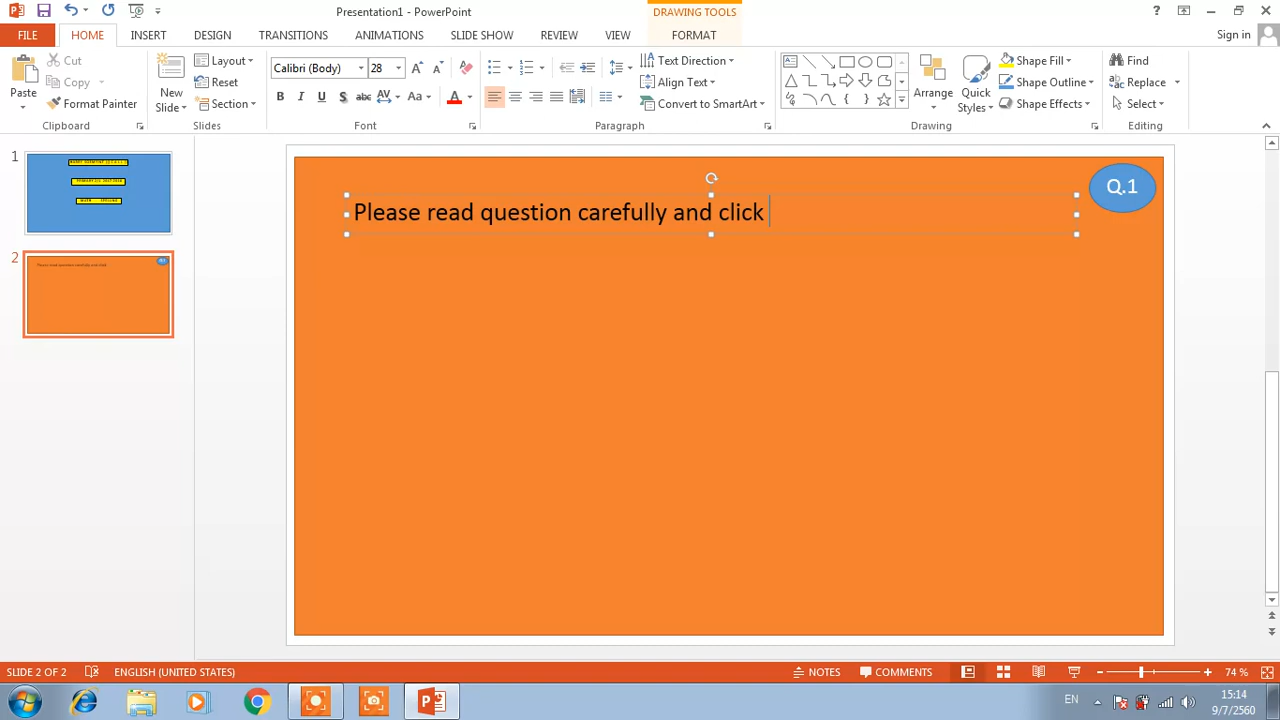 Presentation1 - PowerPoint
DRAWING TOOLS
FILE HOME INSERT DESIGN TRANSITIONS ANIMATIONS SLIDE SHOW REVIEW VIEW FORMAT
Sign in
Paste
Cut
Copy
Format Painter
Clipboard
New Slide
Layout
Reset
Section
Slides
Calibri (Body) 28
Font
Text Direction
Align Text
Convert to SmartArt
Paragraph
Arrange
Quick Styles
Shape Fill
Shape Outline
Shape Effects
Drawing
Find
Replace
Select
Editing
1
2
Please read question carefully and click
Q.1
SLIDE 2 OF 2
ENGLISH (UNITED STATES)
NOTES
COMMENTS
74 %
EN
15:14
9/7/2560